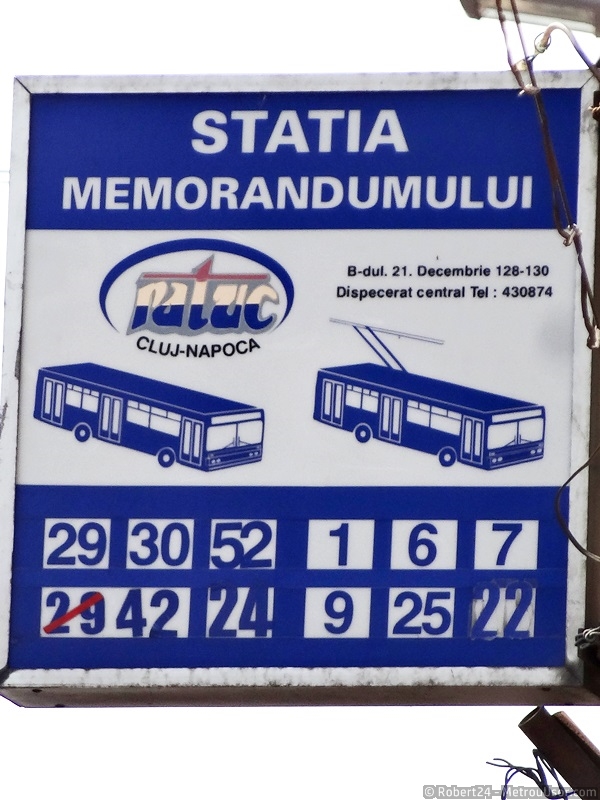 STATIA
MEMORANDUMULUI
ratuc
CLUJ-NAPOCA
B-dul. 21. Decembrie 128-130
Dispecerat central Tel : 430874
29 30 52 1 6 7
29 42 24 9 25 22
© Robert24 - MetrouUsor.com